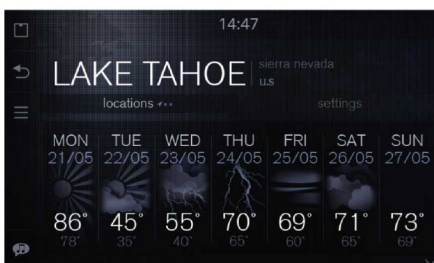 14:47
LAKE TAHOE
sierra nevada
u.s
locations
settings
MON TUE WED THU FRI SAT SUN
21/05 22/05 23/05 24/05 25/05 26/05 27/05
86° 45° 55° 70° 69° 71° 73°
78° 35° 40° 65° 60° 65° 69°